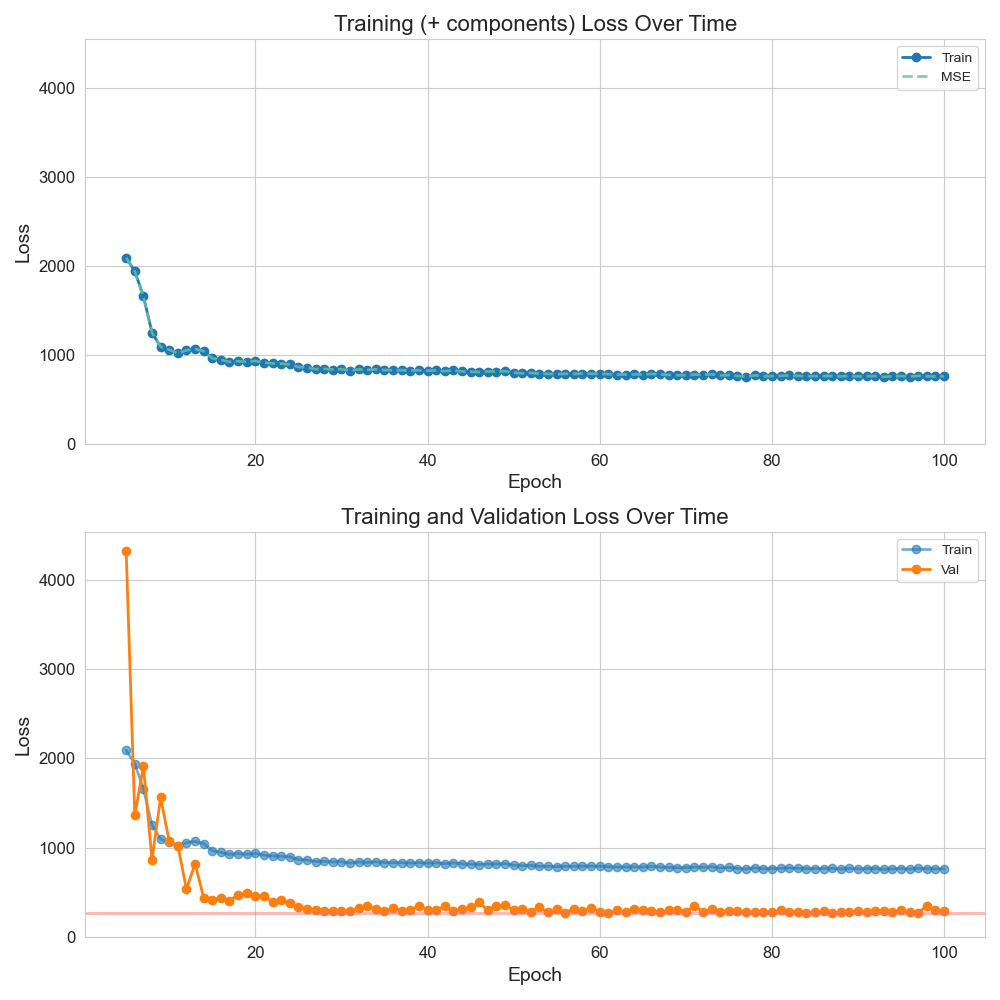 Training (+ components) Loss Over Time
Train
MSE
Loss
4000
3000
2000
1000
0
20 40 60 80 100
Epoch
Training and Validation Loss Over Time
Train
Val
Loss
4000
3000
2000
1000
0
20 40 60 80 100
Epoch